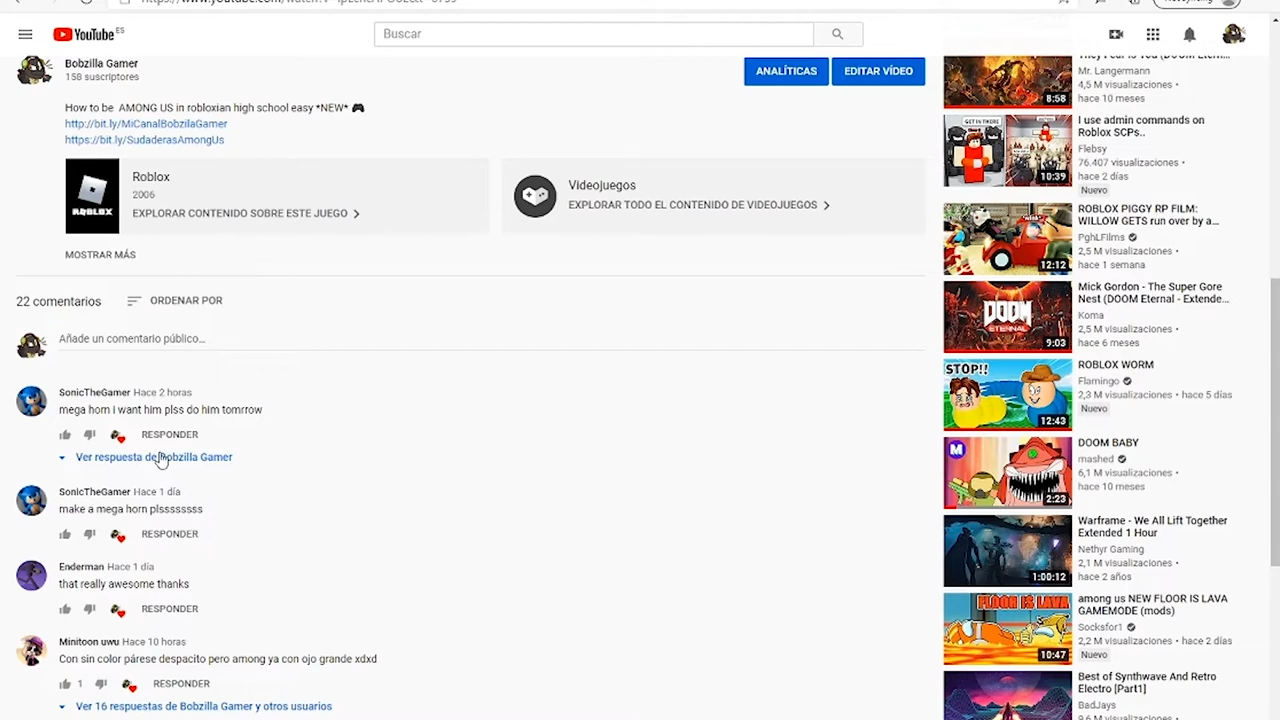 YouTube ES
Buscar
Bobzilla Gamer
158 suscriptores
ANALÍTICAS
EDITAR VÍDEO
How to be AMONG US in robloxian high school easy *NEW* 🎮
http://bit.ly/MiCanalBobzilaGamer
https://bit.ly/SudaderasAmongUs
ROBLOX
Roblox
2006
EXPLORAR CONTENIDO SOBRE ESTE JUEGO
Videojuegos
EXPLORAR TODO EL CONTENIDO DE VIDEOJUEGOS
MOSTRAR MÁS
22 comentarios
ORDENAR POR
Añade un comentario público...
SonicTheGamer Hace 2 horas
mega horn i want him plss do him tomrrow
RESPONDER
Ver respuesta de Bobzilla Gamer
SonicTheGamer Hace 1 día
make a mega horn plssssssss
RESPONDER
Enderman Hace 1 día
that really awesome thanks
RESPONDER
Minitoon uwu Hace 10 horas
Con sin color párese despacito pero among ya con ojo grande xdxd
1
RESPONDER
Ver 16 respuestas de Bobzilla Gamer y otros usuarios
8:58
Mr. Langermann
4,5 M visualizaciones •
hace 10 meses
GET IN THERE
10:39
I use admin commands on
Roblox SCPs..
Flebsy
76.407 visualizaciones •
hace 2 días
Nuevo
12:12
ROBLOX PIGGY RP FILM:
WILLOW GETS run over by a...
PghLFilms
2,5 M visualizaciones •
hace 1 semana
DOOM
ETERNAL
9:03
Mick Gordon - The Super Gore
Nest (DOOM Eternal - Extende...
Koma
2,5 M visualizaciones •
hace 6 meses
STOP!!
12:43
ROBLOX WORM
Flamingo
2,3 M visualizaciones • hace 5 días
Nuevo
M
2:23
DOOM BABY
mashed
6,1 M visualizaciones •
hace 10 meses
1:00:12
Warframe - We All Lift Together
Extended 1 Hour
Nethyr Gaming
2,1 M visualizaciones •
hace 2 años
FLOOR IS LAVA
10:47
among us NEW FLOOR IS LAVA
GAMEMODE (mods)
Socksfor1
2,2 M visualizaciones • hace 2 días
Nuevo
Best of Synthwave And Retro
Electro [Part1]
BadJays